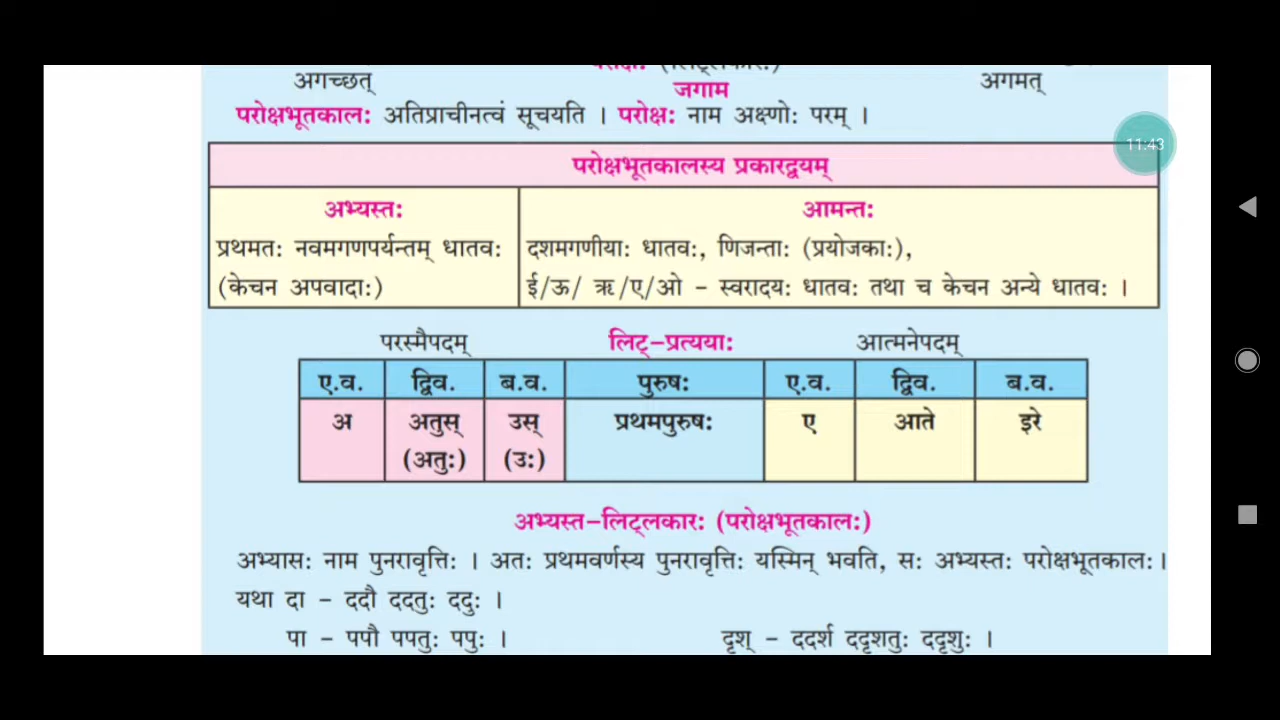 अगच्छत् (लिट्लकारः) अगमत्
जगाम
परोक्षभूतकालः अतिप्राचीनत्वं सूचयति । परोक्षः नाम अक्ष्णोः परम् ।
11:43
परोक्षभूतकालस्य प्रकारद्वयम्
अभ्यस्तः आमन्तः
प्रथमतः नवमगणपर्यन्तम् धातवः दशमगणीयाः धातवः, णिजन्ताः (प्रयोजकाः),
(केचन अपवादाः) ई/ऊ/ ऋ/ए/ओ – स्वरादयः धातवः तथा च केचन अन्ये धातवः ।
परस्मैपदम् लिट्–प्रत्ययाः आत्मनेपदम्
ए.व. द्विव. ब.व. पुरुषः ए.व. द्विव. ब.व.
अ अतुस् उस् प्रथमपुरुषः ए आते इरे
(अतुः) (उः)
अभ्यस्त–लिट्लकारः (परोक्षभूतकालः)
अभ्यासः नाम पुनरावृत्तिः । अतः प्रथमवर्णस्य पुनरावृत्तिः यस्मिन् भवति, सः अभ्यस्तः परोक्षभूतकालः।
यथा दा – ददौ ददतुः ददुः ।
पा – पपौ पपतुः पपुः । दृश् – ददर्श ददृशतुः ददृशुः ।